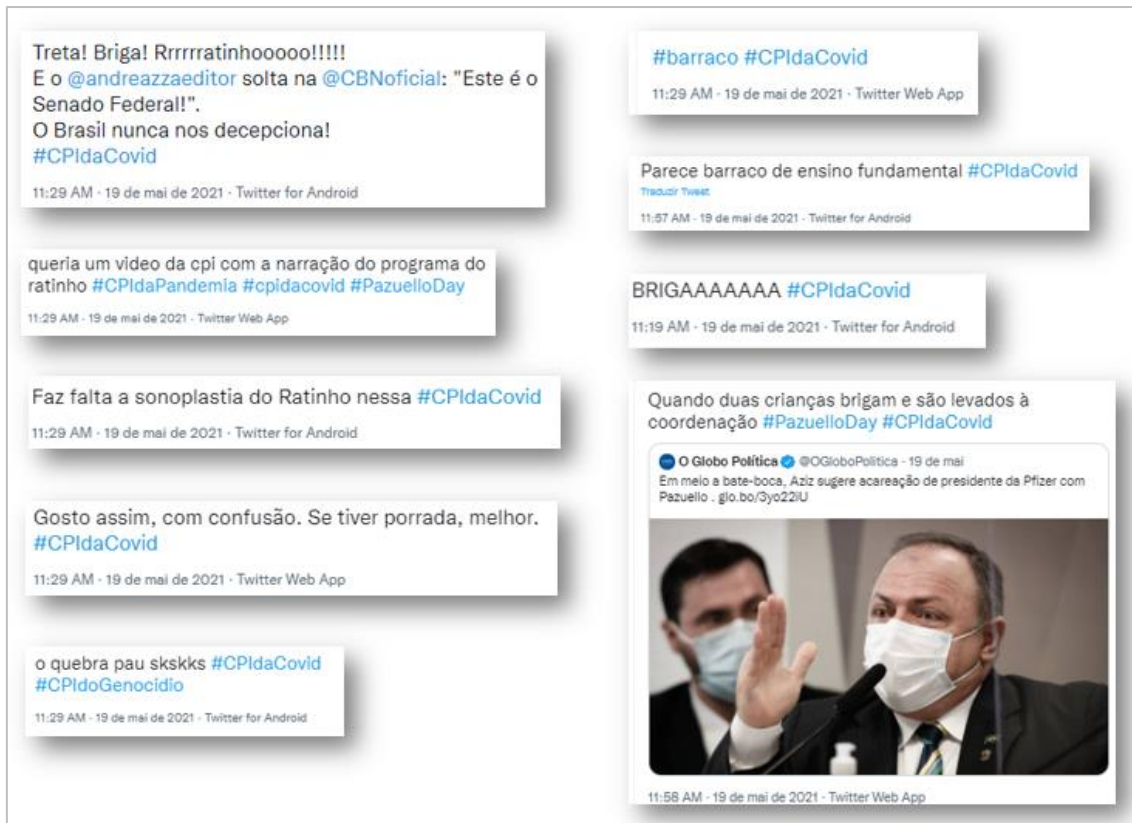 Treta! Briga! Rrrrrratinhooooo!!!!!
E o @andreazzaeditor solta na @CBNoficial: "Este é o
Senado Federal!".
O Brasil nunca nos decepciona!
#CPIdaCovid
11:29 AM · 19 de mai de 2021 · Twitter for Android
queria um video da cpi com a narração do programa do
ratinho #CPIdaPandemia #cpidacovid #PazuelloDay
11:29 AM · 19 de mai de 2021 · Twitter Web App
Faz falta a sonoplastia do Ratinho nessa #CPIdaCovid
11:29 AM · 19 de mai de 2021 · Twitter for Android
Gosto assim, com confusão. Se tiver porrada, melhor.
#CPIdaCovid
11:29 AM · 19 de mai de 2021 · Twitter Web App
o quebra pau skskks #CPIdaCovid
#CPIdoGenocidio
11:29 AM · 19 de mai de 2021 · Twitter for Android
#barraco #CPIdaCovid
11:29 AM · 19 de mai de 2021 · Twitter Web App
Parece barraco de ensino fundamental #CPIdaCovid
Traduzir Tweet
11:57 AM · 19 de mai de 2021 · Twitter for Android
BRIGAAAAAAA #CPIdaCovid
11:19 AM · 19 de mai de 2021 · Twitter for Android
Quando duas crianças brigam e são levados à
coordenação #PazuelloDay #CPIdaCovid
O Globo Política @OGloboPolitica · 19 de mai
Em meio a bate-boca, Aziz sugere acareação de presidente da Pfizer com
Pazuello . glo.bo/3yo22iU
11:58 AM · 19 de mai de 2021 · Twitter Web App